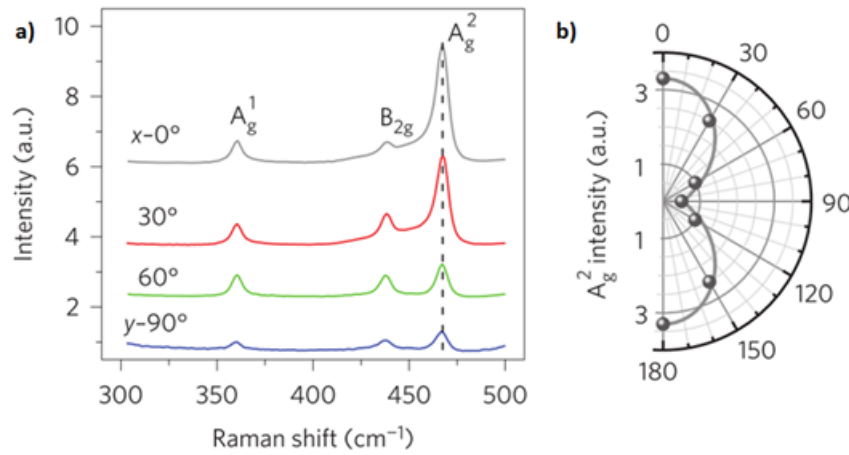 a)
10
8
6
4
2
Intensity (a.u.)
A_g^1
B_2g
A_g^2
x-0°
30°
60°
y-90°
300
350
400
450
500
Raman shift (cm⁻¹)
b)
0
30
60
90
120
150
180
3
1
1
3
A_g^2 intensity (a.u.)